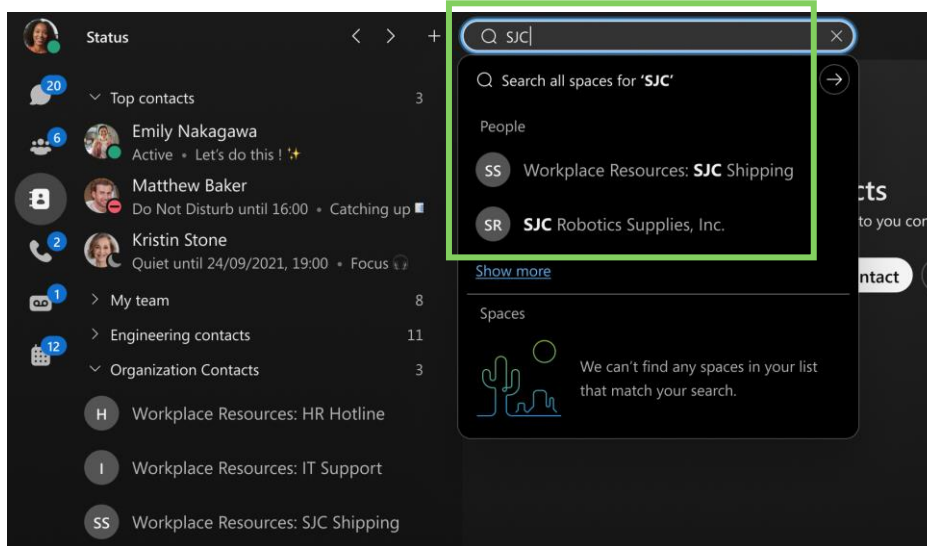 Status
20
Top contacts 3
Emily Nakagawa
Active • Let's do this ! ✨
6
Matthew Baker
Do Not Disturb until 16:00 • Catching up
Kristin Stone
Quiet until 24/09/2021, 19:00 • Focus 🎧
2
My team 8
1
Engineering contacts 11
12
Organization Contacts 3
H Workplace Resources: HR Hotline
I Workplace Resources: IT Support
SS Workplace Resources: SJC Shipping
SJC
Search all spaces for 'SJC'
People
SS Workplace Resources: SJC Shipping
SR SJC Robotics Supplies, Inc.
Show more
Spaces
We can't find any spaces in your list
that match your search.
to you